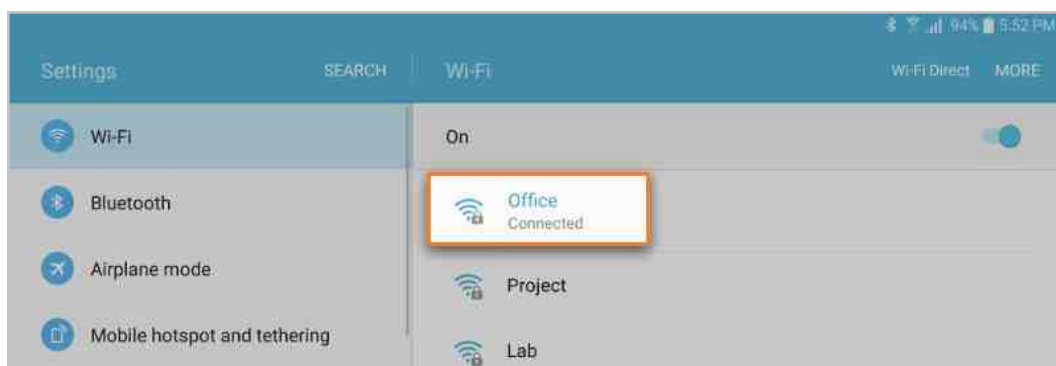 94% 5:52 PM
Settings SEARCH Wi-Fi Wi-Fi Direct MORE
Wi-Fi
On
Bluetooth
Office
Connected
Airplane mode
Project
Mobile hotspot and tethering
Lab